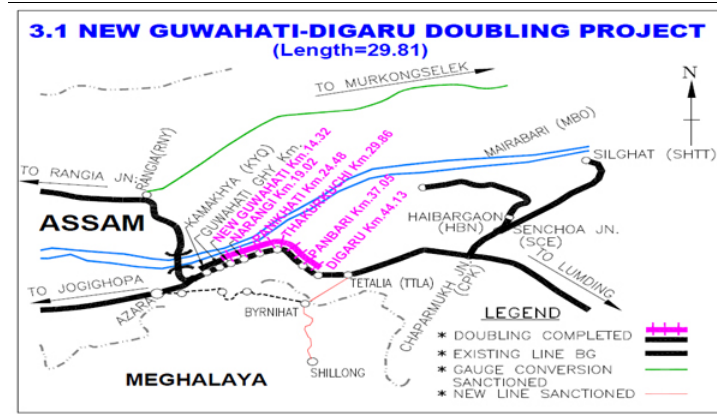 3.1 NEW GUWAHATI-DIGARU DOUBLING PROJECT
(Length=29.81)
TO MURKONGSELEK
N
MAIRABARI (MBO)
SILGHAT (SHTT)
TO RANGIA JN:
RANGIA(RNY)
KAMAKHYA (KYQ)
GUWAHATI GHY Km.
NEW GUWAHATI Km.14.32
NARANGI Km.19.02
PANIKHATI Km.24.48
THAKURKUCHI Km.29.86
PANBARI Km.37.05
DIGARU Km.44.13
ASSAM
HAIBARGAON
(HBN)
SENCHOA JN.
(SCE)
TO LUMDING
TO JOGIGHOPA
AZARA
BYRNIHAT
TETALIA (TTLA)
CHAPARMUKH JN.
(CPK)
SHILLONG
MEGHALAYA
LEGEND
* DOUBLING COMPLETED
* EXISTING LINE BG
* GAUGE CONVERSION
SANCTIONED
* NEW LINE SANCTIONED